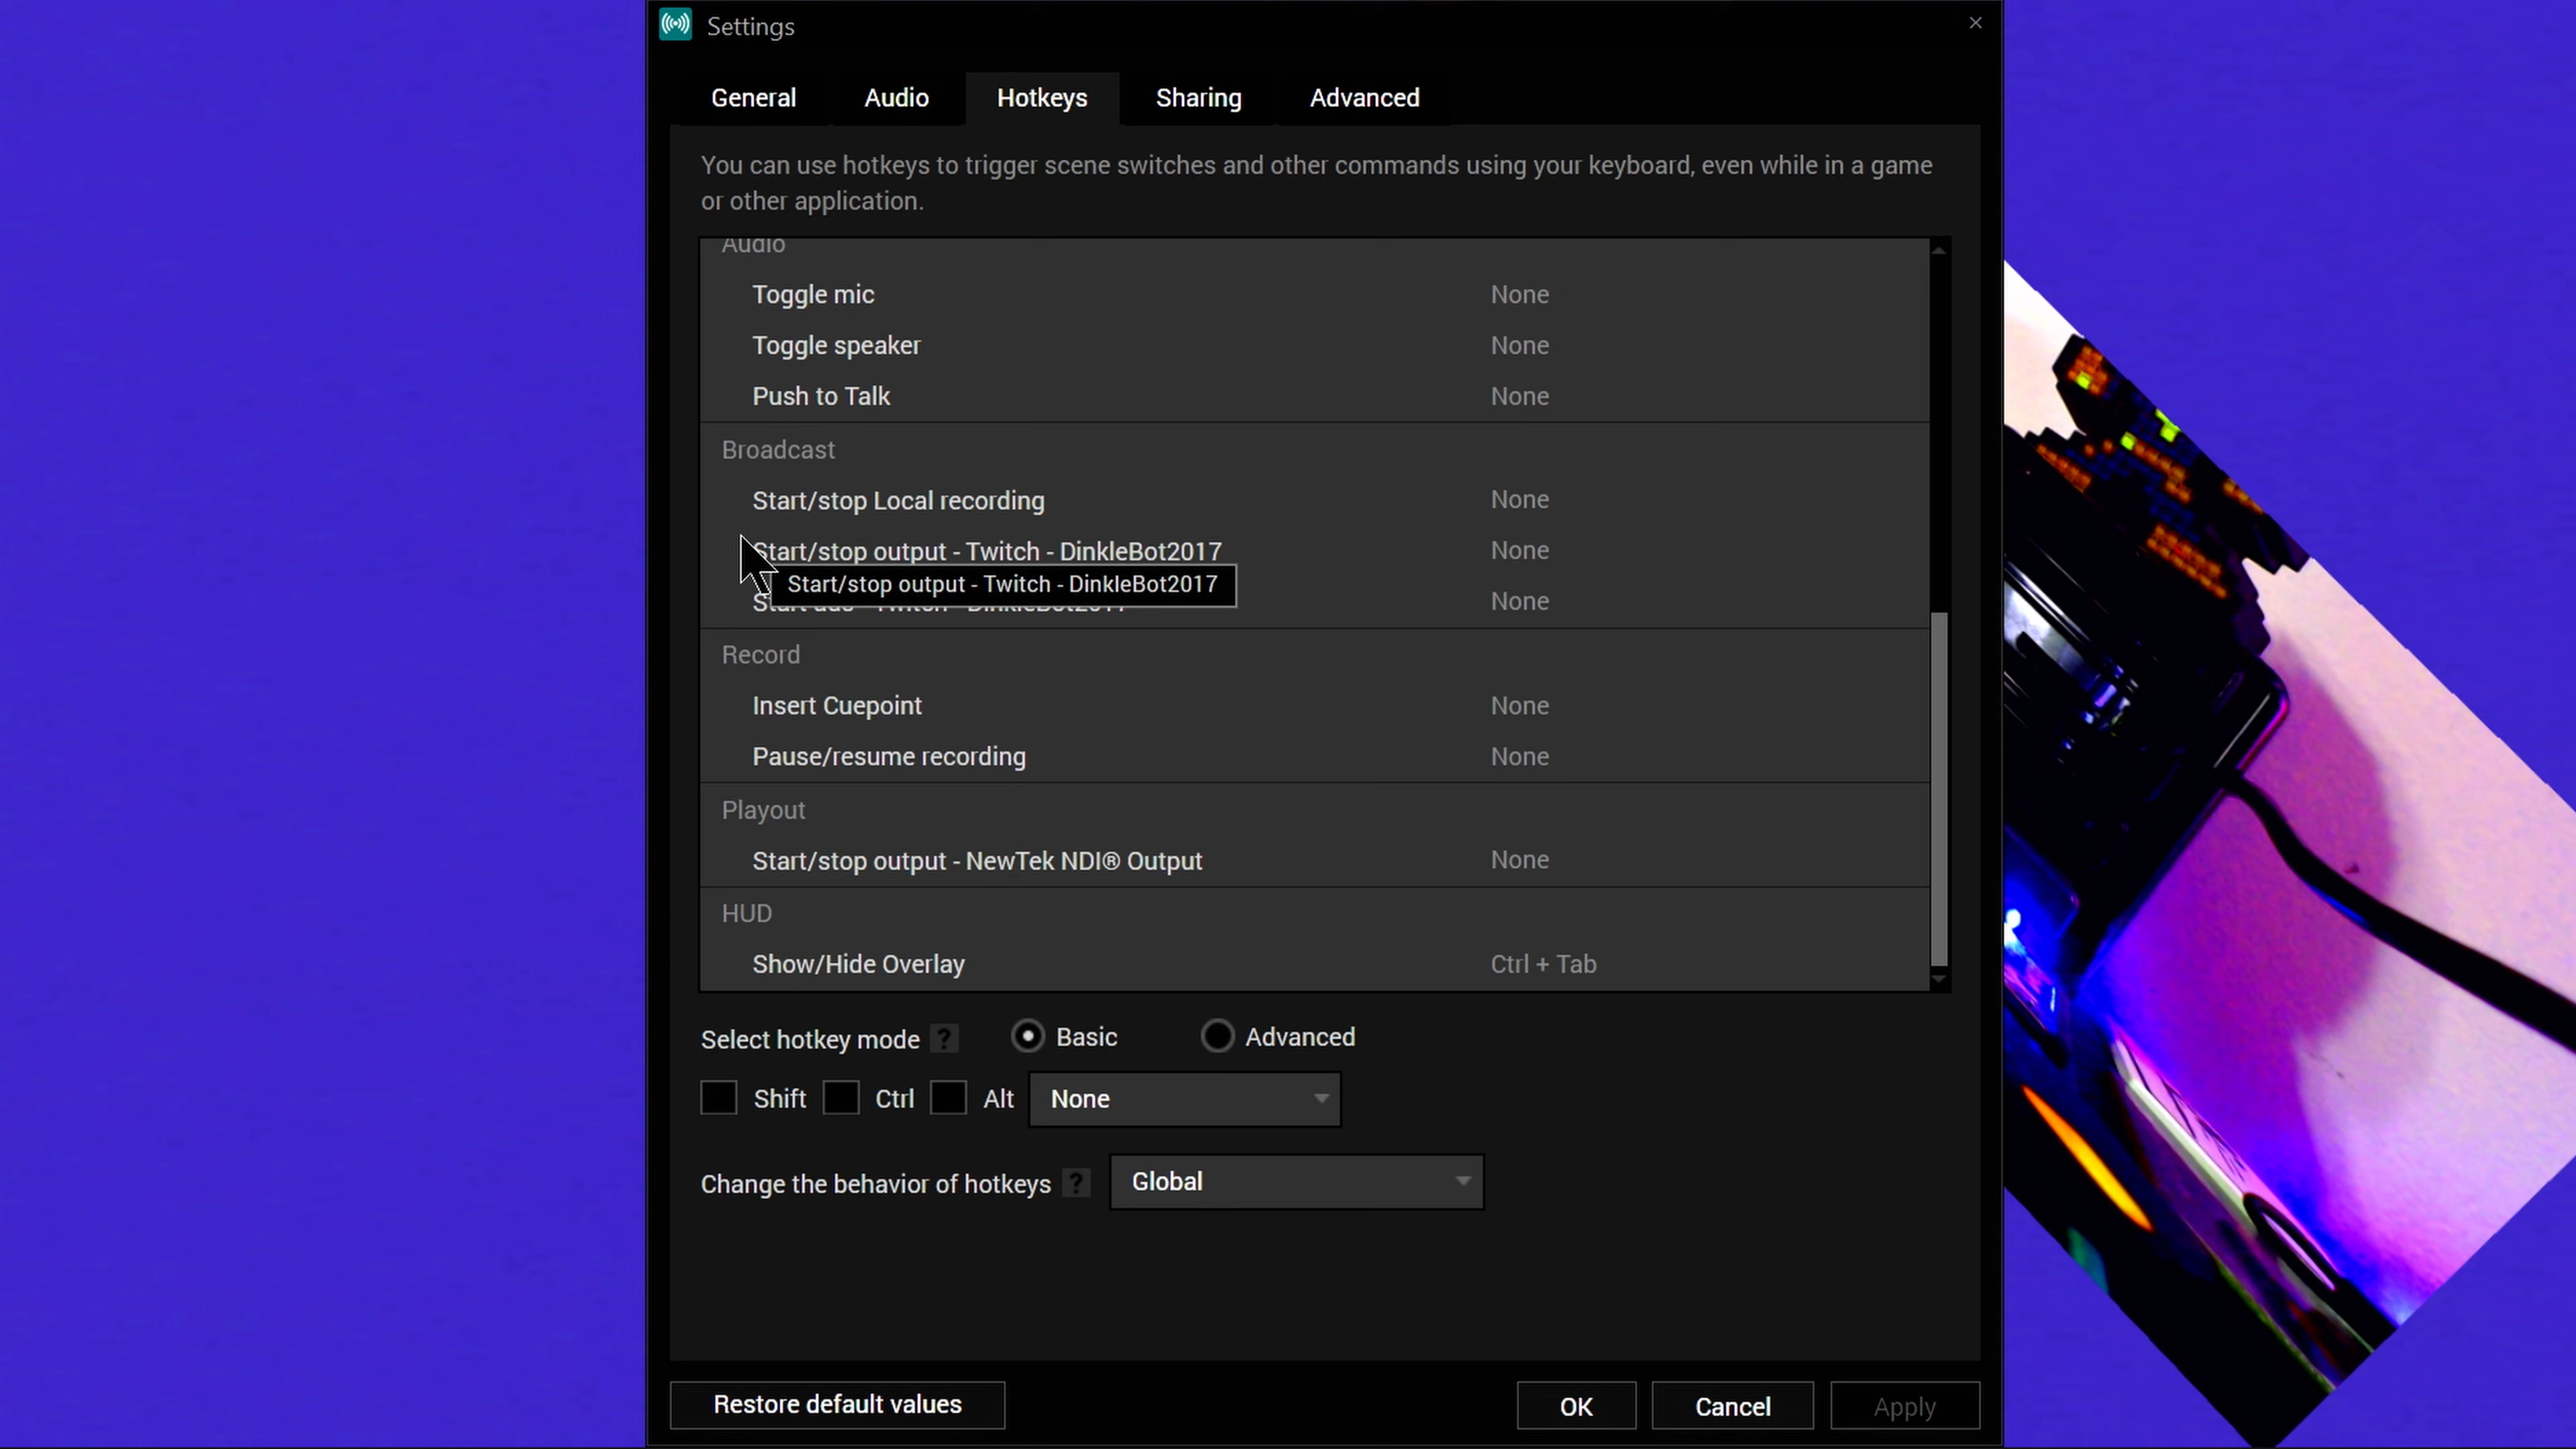 Settings
General
Audio
Hotkeys
Sharing
Advanced
You can use hotkeys to trigger scene switches and other commands using your keyboard, even while in a game
or other application.
Audio
Toggle mic None
Toggle speaker None
Push to Talk None
Broadcast
Start/stop Local recording None
Start/stop output - Twitch - DinkleBot2017 None
Start/stop output - Twitch - DinkleBot2017
Start ads - Twitch - DinkleBot2017 None
Record
Insert Cuepoint None
Pause/resume recording None
Playout
Start/stop output - NewTek NDI® Output None
HUD
Show/Hide Overlay Ctrl + Tab
Select hotkey mode ? Basic Advanced
Shift Ctrl Alt None
Change the behavior of hotkeys ? Global
Restore default values
OK
Cancel
Apply